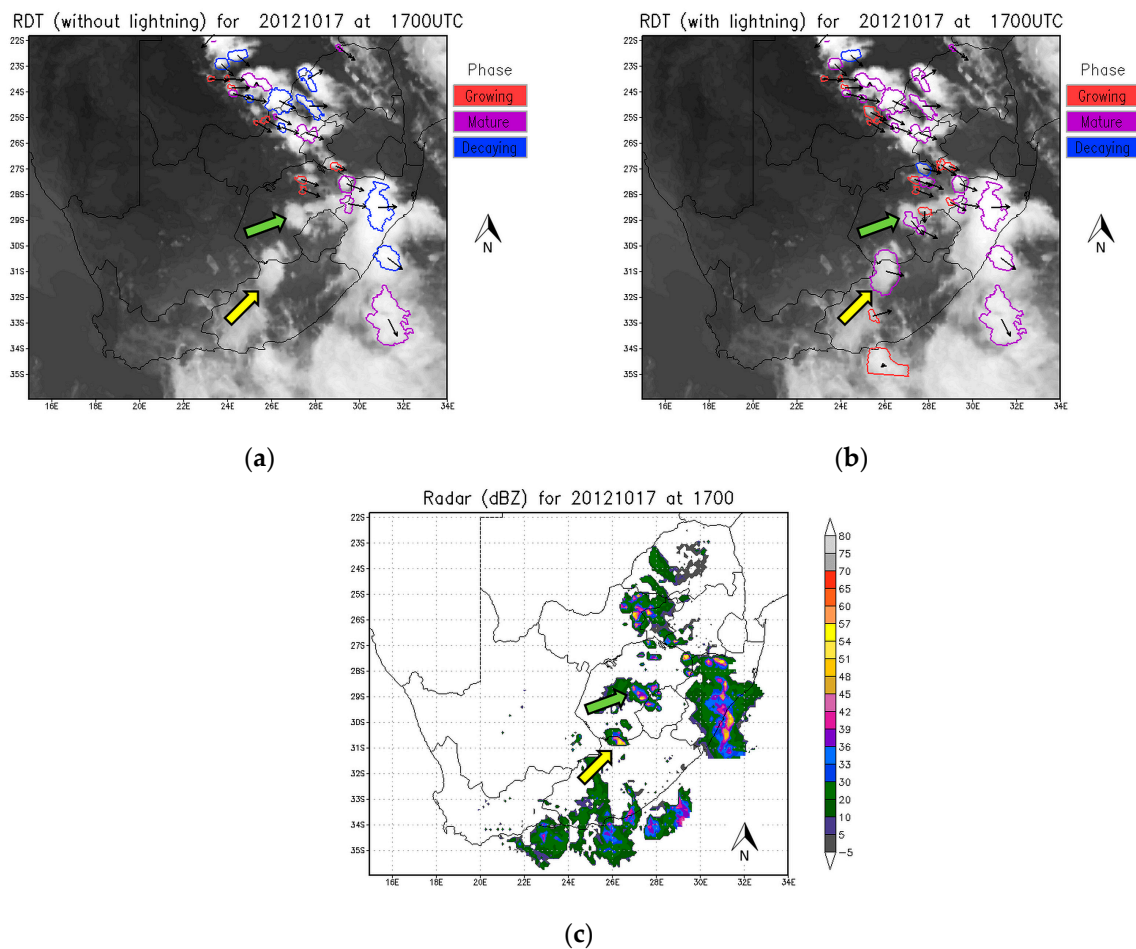 RDT (without lightning) for 20121017 at 1700UTC
22S
23S
24S
25S
26S
27S
28S
29S
30S
31S
32S
33S
34S
35S
16E 18E 20E 22E 24E 26E 28E 30E 32E 34E
Phase
Growing
Mature
Decaying
N
(a)
RDT (with lightning) for 20121017 at 1700UTC
22S
23S
24S
25S
26S
27S
28S
29S
30S
31S
32S
33S
34S
35S
16E 18E 20E 22E 24E 26E 28E 30E 32E 34E
Phase
Growing
Mature
Decaying
N
(b)
Radar (dBZ) for 20121017 at 1700
22S
23S
24S
25S
26S
27S
28S
29S
30S
31S
32S
33S
34S
35S
16E 18E 20E 22E 24E 26E 28E 30E 32E 34E
N
80
75
70
65
60
57
54
51
48
45
42
39
36
33
30
20
10
5
−5
(c)